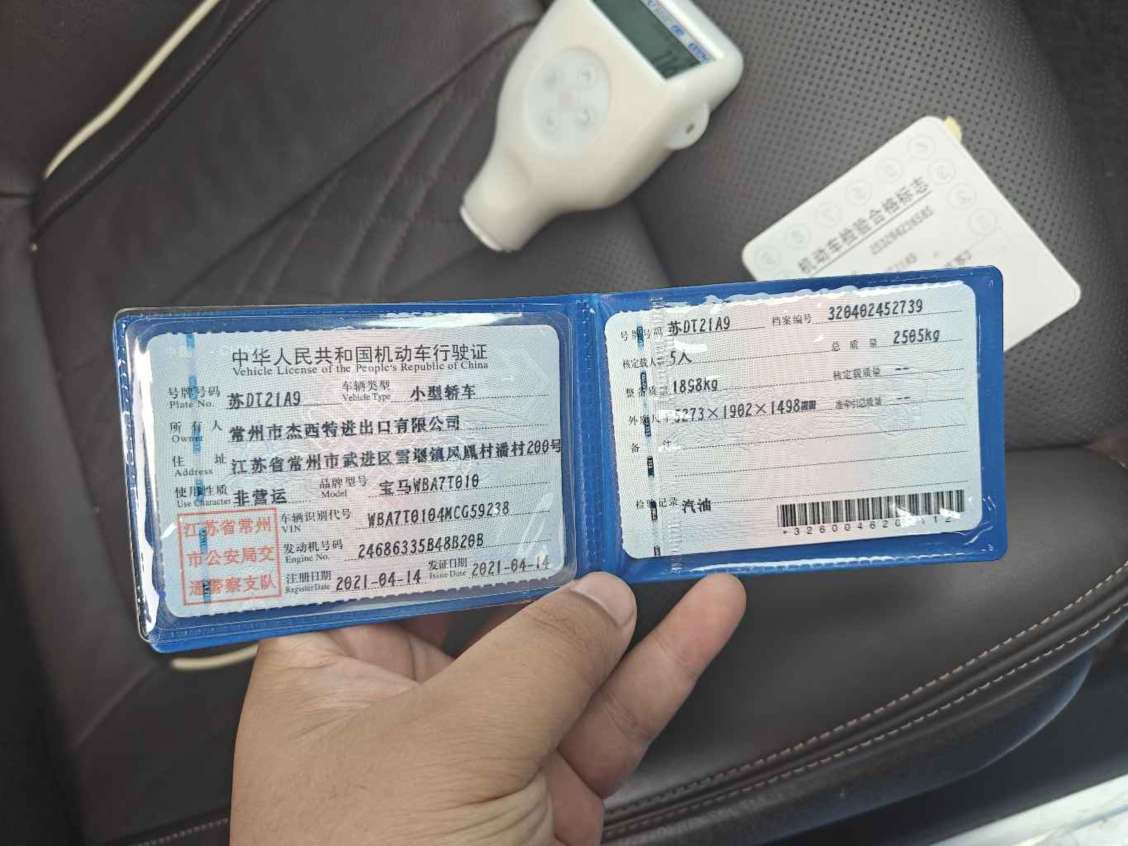 中华人民共和国机动车行驶证
Vehicle License of the People's Republic of China
号牌号码 苏DT21A9 车辆类型 小型轿车
Plate No. Vehicle Type
所有人 常州市杰西特进出口有限公司
Owner
住址 江苏省常州市武进区雪堰镇凤凰村潘村200号
Address
使用性质 非营运 品牌型号 宝马WBA7T010
Use Character Model
江苏省常州
市公安局交
通警察支队
车辆识别代号 WBA7T0104MCG59238
VIN
发动机号码 24686335B48B20B
Engine No.
注册日期 2021-04-14 发证日期 2021-04-14
Register Date Issue Date
号牌号码 苏DT21A9 档案编号 320402452739
核定载人 5人 总质量 2505kg
整备质量 1898kg 核定载质量 --
外廓尺寸 5273×1902×1498mm 准牵引总质量 --
备注
检验记录 汽油
机动车检验合格标志